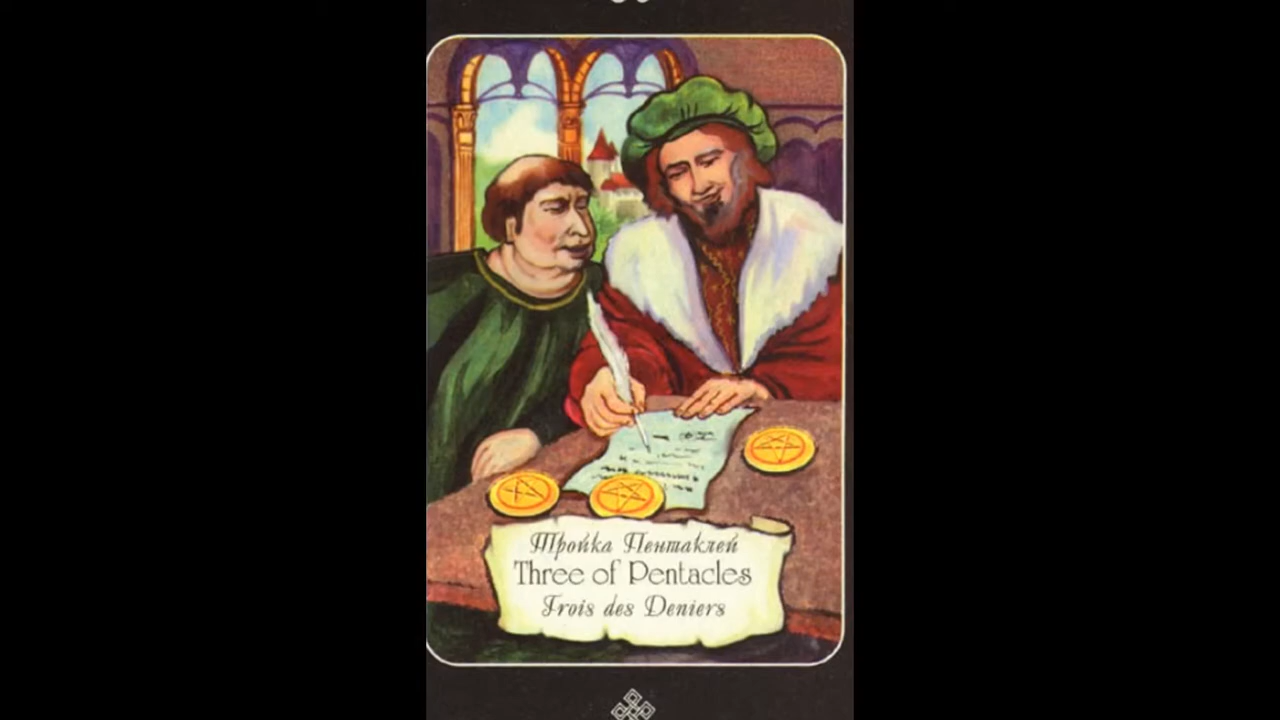 Тройка Пентаклей
Three of Pentacles
Trois des Deniers